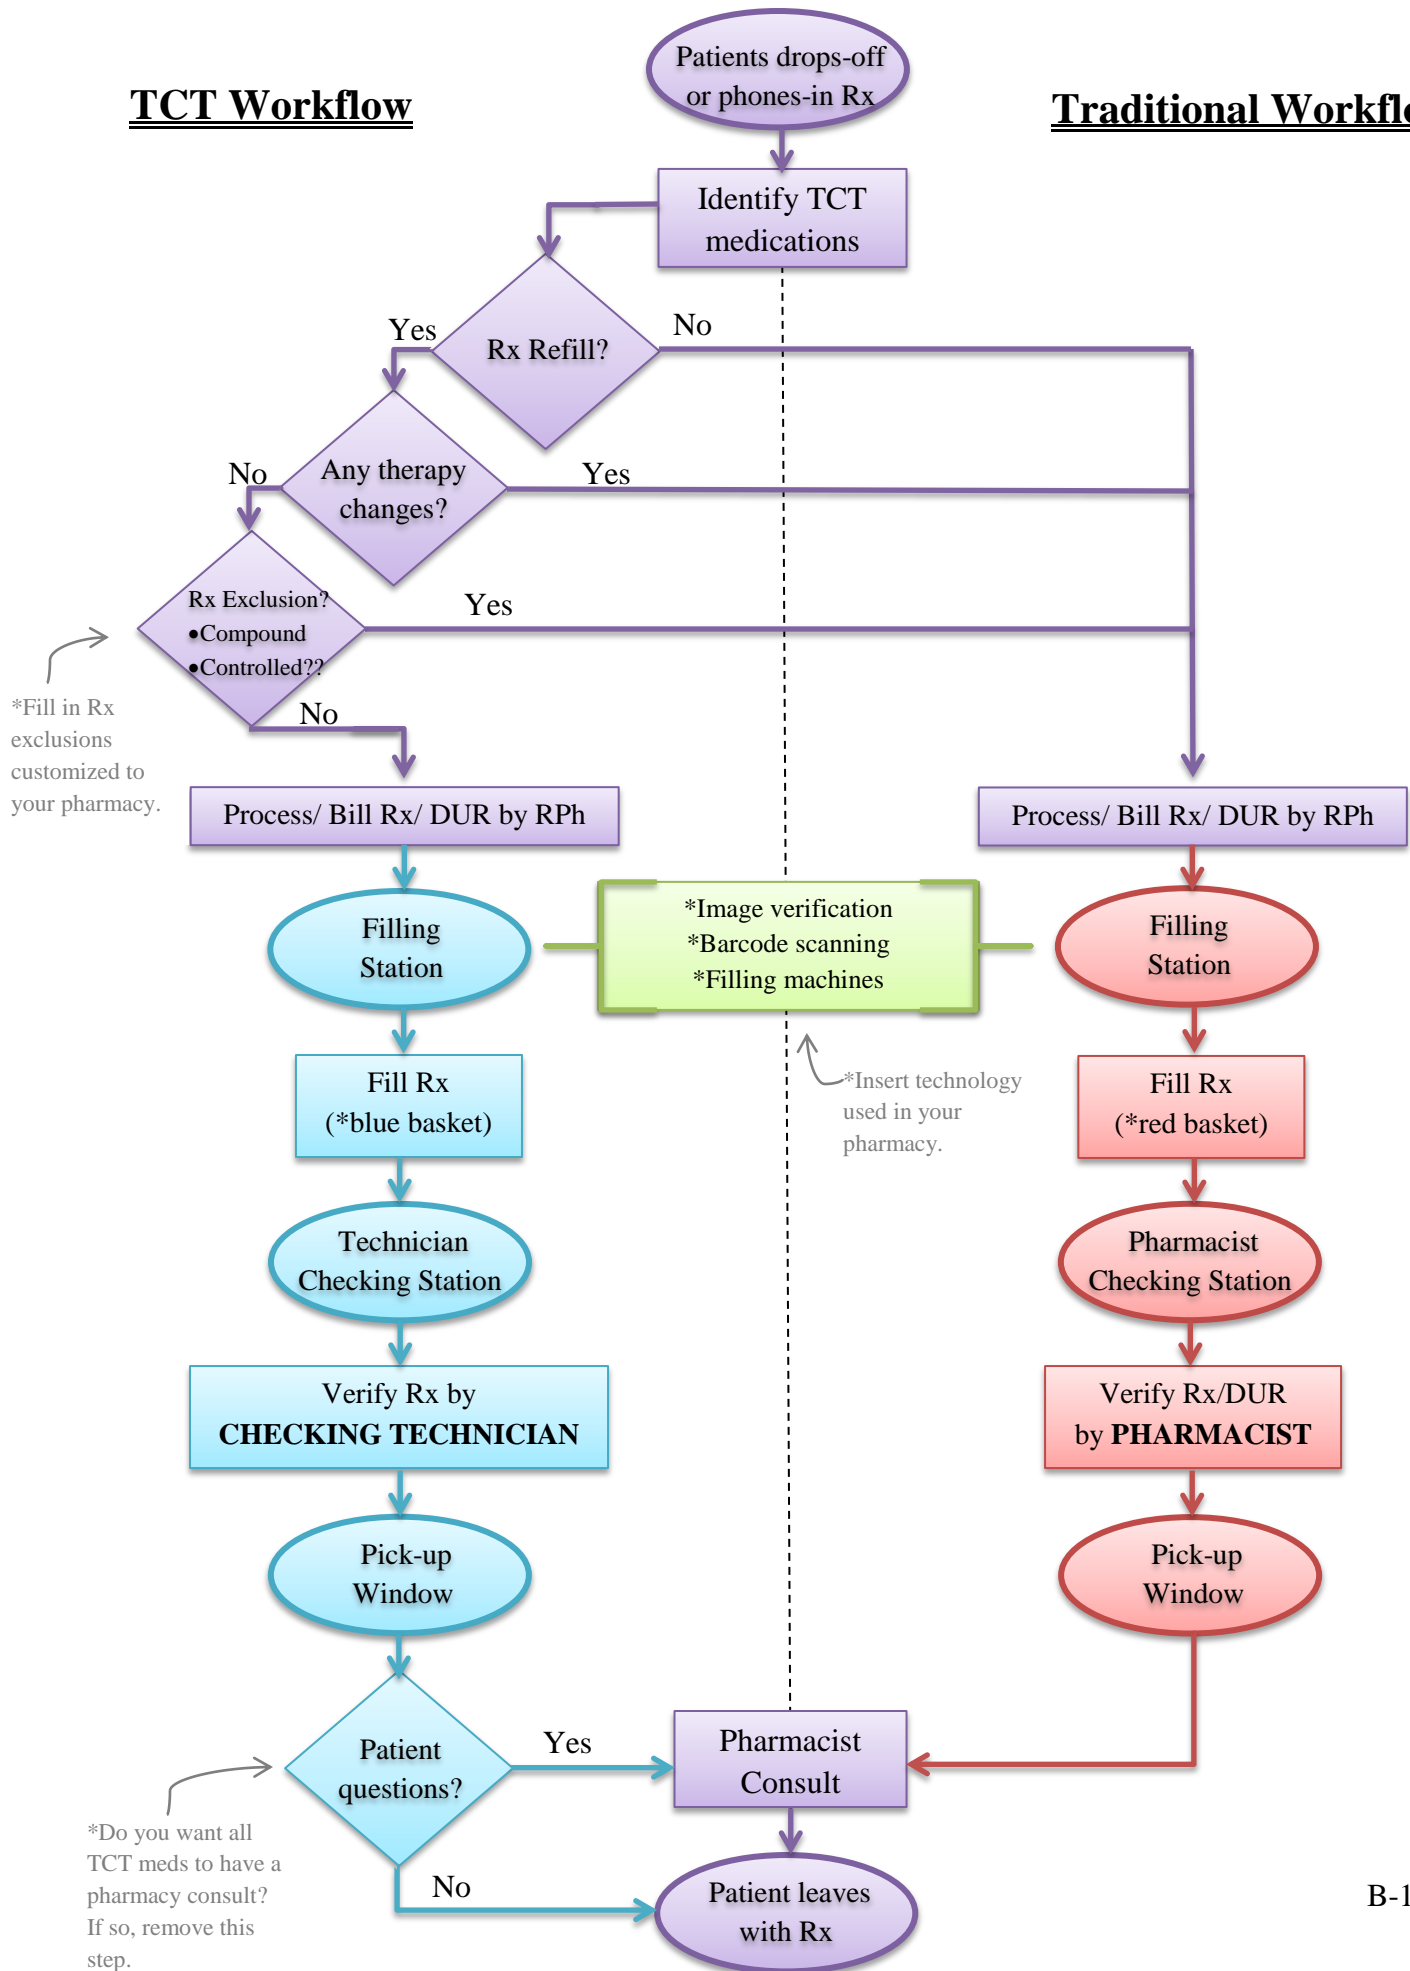 Patients drops-off
or phones-in Rx
TCT Workflow
Traditional Workflo
Identify TCT
medications
Yes
No
Rx Refill?
No
Any therapy
changes?
Yes
Rx Exclusion?
•Compound
•Controlled??
Yes
*Fill in Rx
exclusions
customized to
your pharmacy.
No
Process/ Bill Rx/ DUR by RPh
Process/ Bill Rx/ DUR by RPh
Filling
Station
*Image verification
*Barcode scanning
*Filling machines
Filling
Station
*Insert technology
used in your
pharmacy.
Fill Rx
(*blue basket)
Fill Rx
(*red basket)
Technician
Checking Station
Pharmacist
Checking Station
Verify Rx by
CHECKING TECHNICIAN
Verify Rx/DUR
by PHARMACIST
Pick-up
Window
Pick-up
Window
Patient
questions?
Yes
Pharmacist
Consult
*Do you want all
TCT meds to have a
pharmacy consult?
If so, remove this
step.
No
Patient leaves
with Rx
B-1